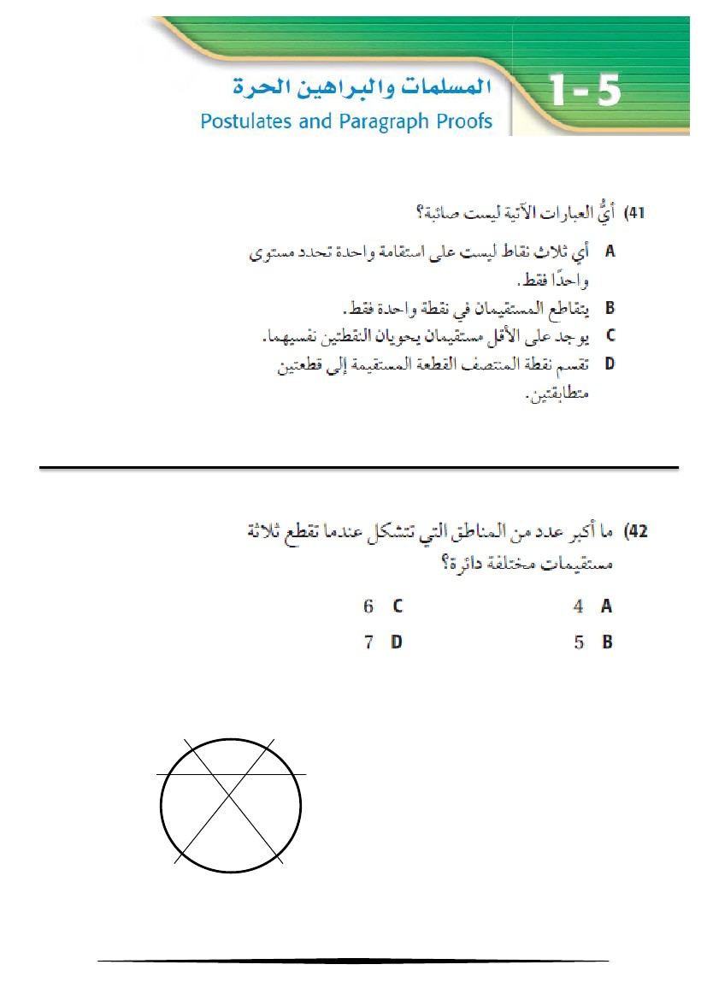 1-5
المسلمات والبراهين الحرة
Postulates and Paragraph Proofs
41) أيُّ العبارات الآتية ليست صائبة؟
A أي ثلاث نقاط ليست على استقامة واحدة تحدد مستوى
واحدًا فقط.
B يتقاطع المستقيمان في نقطة واحدة فقط.
C يوجد على الأقل مستقيمان يحويان النقطتين نفسيهما.
D تقسم نقطة المنتصف القطعة المستقيمة إلى قطعتين
متطابقتين.
42) ما أكبر عدد من المناطق التي تتشكل عندما تقطع ثلاثة
مستقيمات مختلفة دائرة؟
A 4 C 6
B 5 D 7